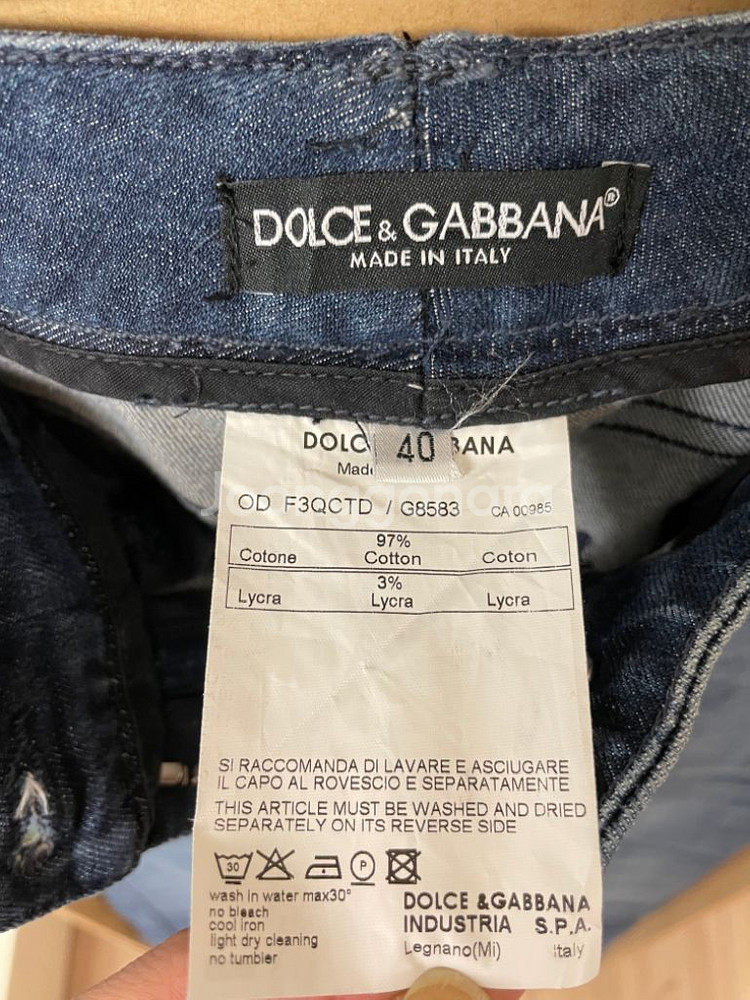 DOLCE & GABBANA®
MADE IN ITALY
40
DOLC BANA
Made
OD F3QCTD / G8583 CA 00985
97%
Cotone Cotton Coton
3%
Lycra Lycra Lycra
SI RACCOMANDA DI LAVARE E ASCIUGARE
IL CAPO AL ROVESCIO E SEPARATAMENTE
THIS ARTICLE MUST BE WASHED AND DRIED
SEPARATELY ON ITS REVERSE SIDE
30 P
wash in water max30°
no bleach
cool iron
light dry cleaning
no tumbler
DOLCE &GABBANA
INDUSTRIA S.P.A.
Legnano(Mi) Italy